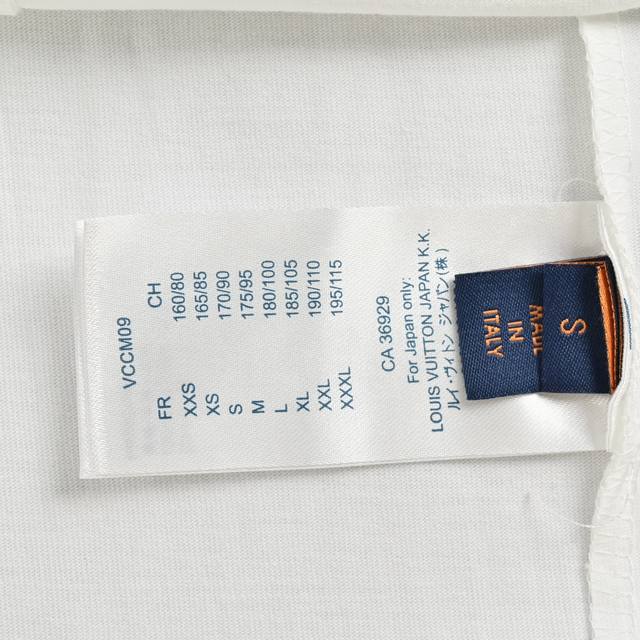 VCCM09
FR CH
XXS 160/80
XS 165/85
S 170/90
M 175/95
L 180/100
XL 185/105
XXL 190/110
XXXL 195/115
CA 36929
For Japan only:
LOUIS VUITTON JAPAN K.K.
ルイ・ヴィトン ジャパン(株)
MADE
IN
ITALY
S